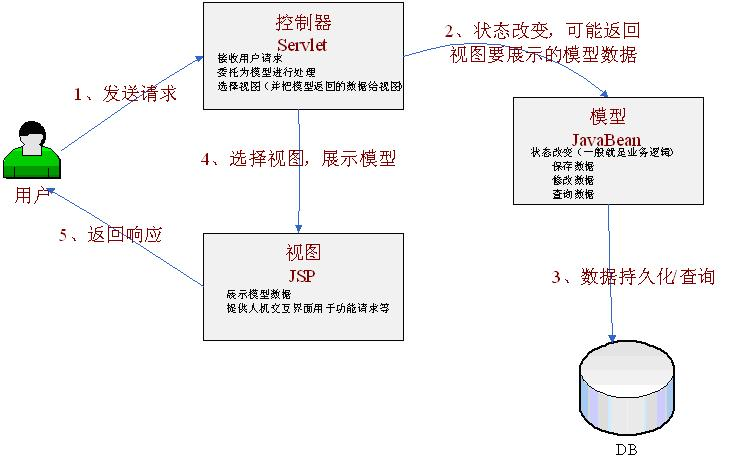 控制器
Servlet
接收用户请求
委托为模型进行处理
选择视图（并把模型返回的数据给视图）
2、状态改变，可能返回
视图要展示的模型数据
1、发送请求
模型
JavaBean
状态改变（一般就是业务逻辑）
保存数据
修改数据
查询数据
4、选择视图，展示模型
用户
5、返回响应
视图
JSP
展示模型数据
提供人机交互界面用于功能请求等
3、数据持久化/查询
DB